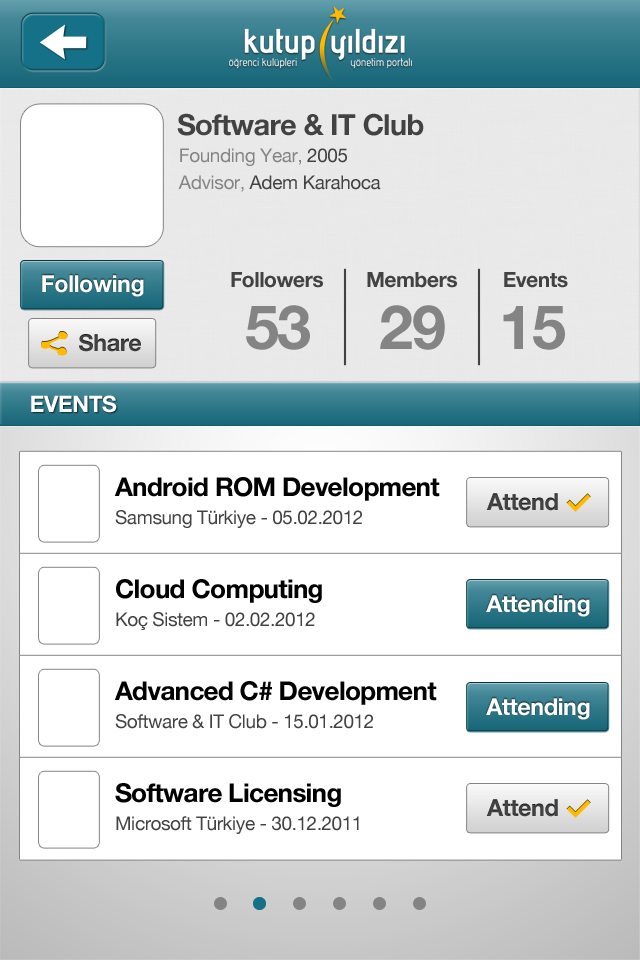 kutup yıldızı
öğrenci kulüpleri yönetim portalı
Software & IT Club
Founding Year, 2005
Advisor, Adem Karahoca
Following
Share
Followers Members Events
53 29 15
EVENTS
Android ROM Development
Samsung Türkiye - 05.02.2012
Attend
Cloud Computing
Koç Sistem - 02.02.2012
Attending
Advanced C# Development
Software & IT Club - 15.01.2012
Attending
Software Licensing
Microsoft Türkiye - 30.12.2011
Attend